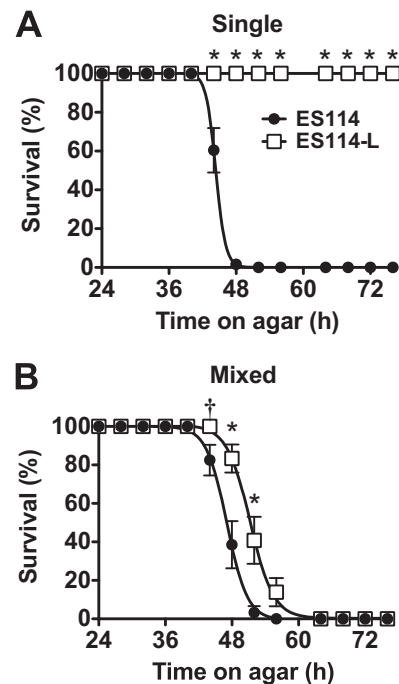 A
Single
* * * * * * * *
100
80
60
40
20
0
Survival (%)
ES114
ES114-L
24 36 48 60 72
Time on agar (h)
B
Mixed
† * *
100
80
60
40
20
0
Survival (%)
24 36 48 60 72
Time on agar (h)